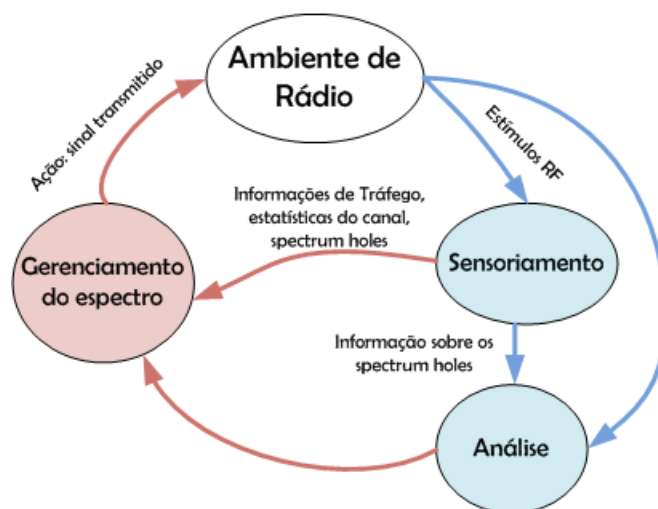 Ambiente de
Rádio
Ação: sinal transmitido
Estímulos RF
Informações de Tráfego,
estatísticas do canal,
spectrum holes
Gerenciamento
do espectro
Sensoriamento
Informação sobre os
spectrum holes
Análise